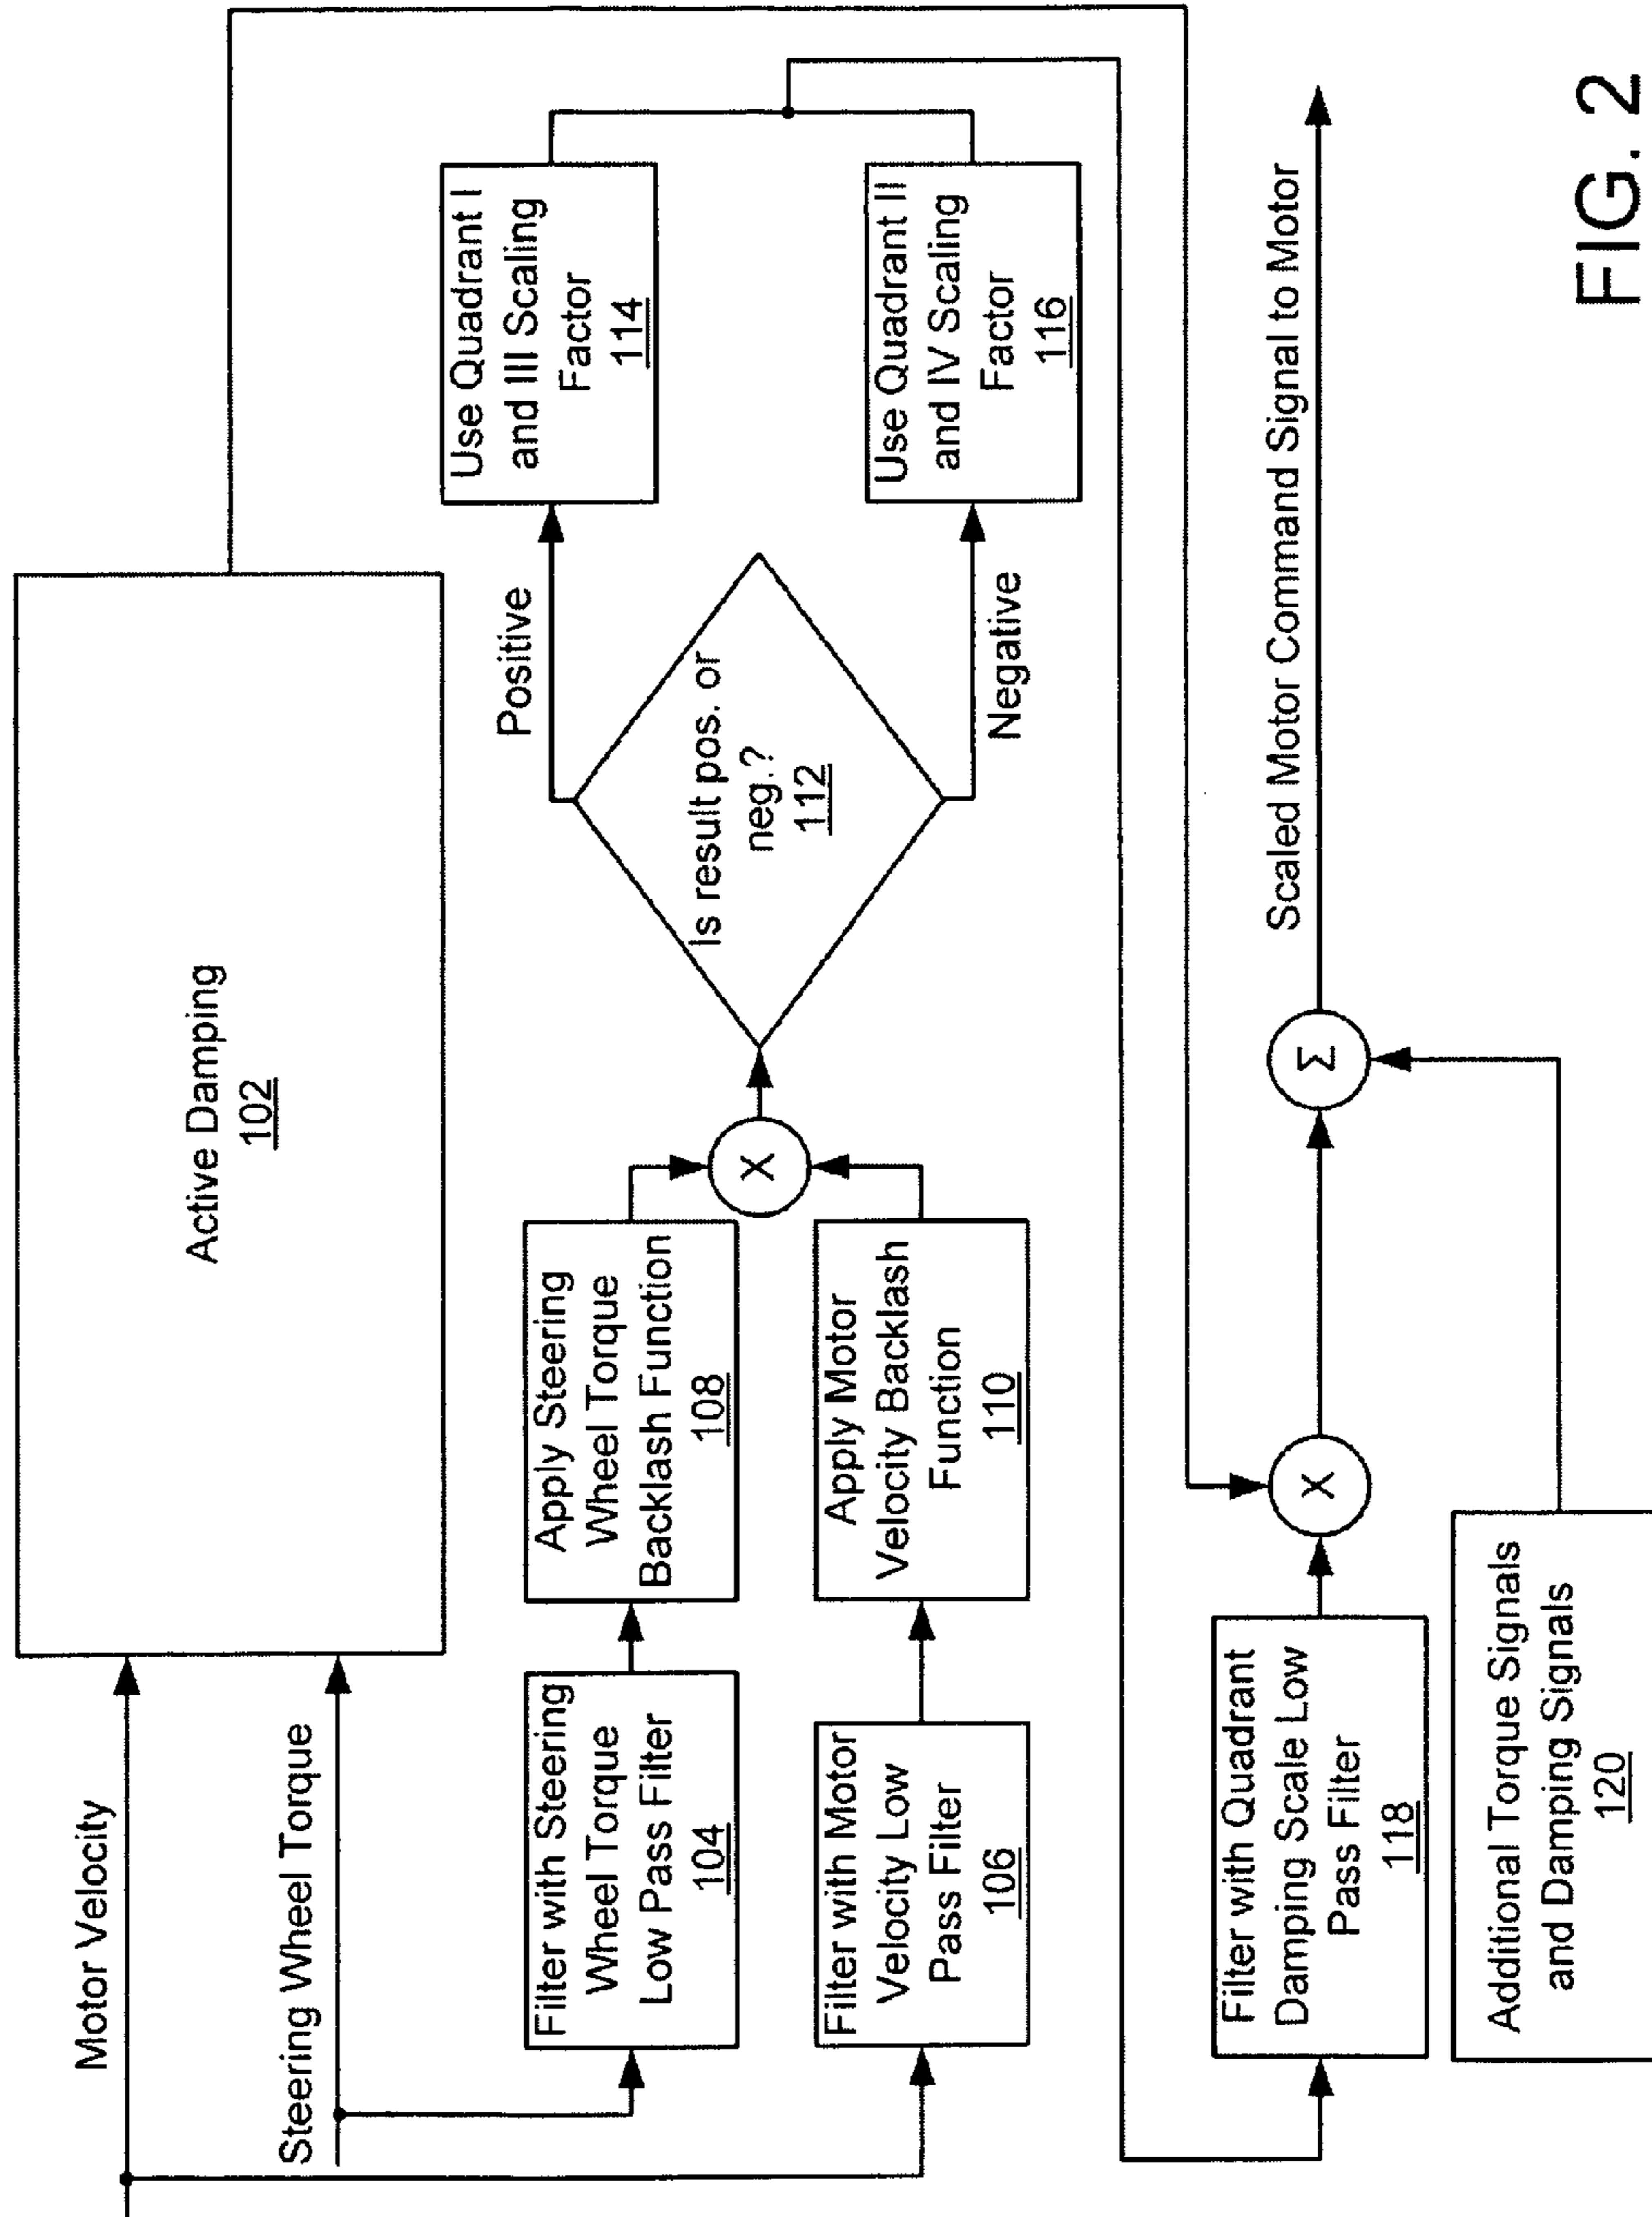 Motor Velocity
Steering Wheel Torque
Active Damping
102
Filter with Steering
Wheel Torque
Low Pass Filter
104
Apply Steering
Wheel Torque
Backlash Function
108
Filter with Motor
Velocity Low
Pass Filter
106
Apply Motor
Velocity Backlash
Function
110
X
Is result pos. or
neg.?
112
Positive
Negative
Use Quadrant I
and III Scaling
Factor
114
Use Quadrant II
and IV Scaling
Factor
116
Filter with Quadrant
Damping Scale Low
Pass Filter
118
X
Σ
Scaled Motor Command Signal to Motor
Additional Torque Signals
and Damping Signals
120
FIG. 2